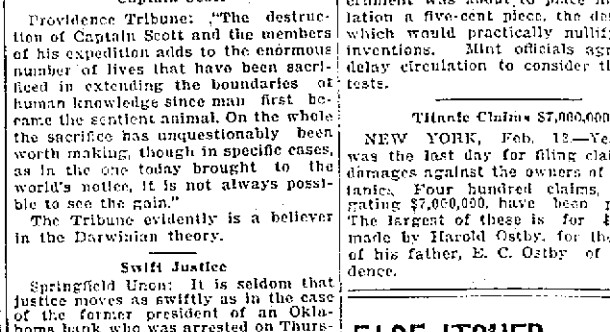 Captain Scott
Providence Tribune: "The destruc-
tion of Captain Scott and the members
of his expedition adds to the enormous
number of lives that have been sacri-
ficed in extending the boundaries of
human knowledge since man first be-
came the sentient animal. On the whole
the sacrifice has unquestionably been
worth making, though in specific cases,
as in the one today brought to the
world's notice, it is not always possi-
ble to see the gain."
The Tribune evidently is a believer
in the Darwinian theory.
Swift Justice
Springfield Union: It is seldom that
justice moves as swiftly as in the case
of the former president of an Okla-
homa bank who was arrested on Thurs-
lation a five-cent piece, the
which would practically
inventions. Mint officials
delay circulation to consider
tests.
Titanic Claims $7,000,000
NEW YORK, Feb. 13.—
was the last day for filing
damages against the owners of
tanic. Four hundred claims,
gating $7,000,000, have been
The largest of these is for
made by Harold Ostby, for
of his father, E. C. Ostby of
dence.